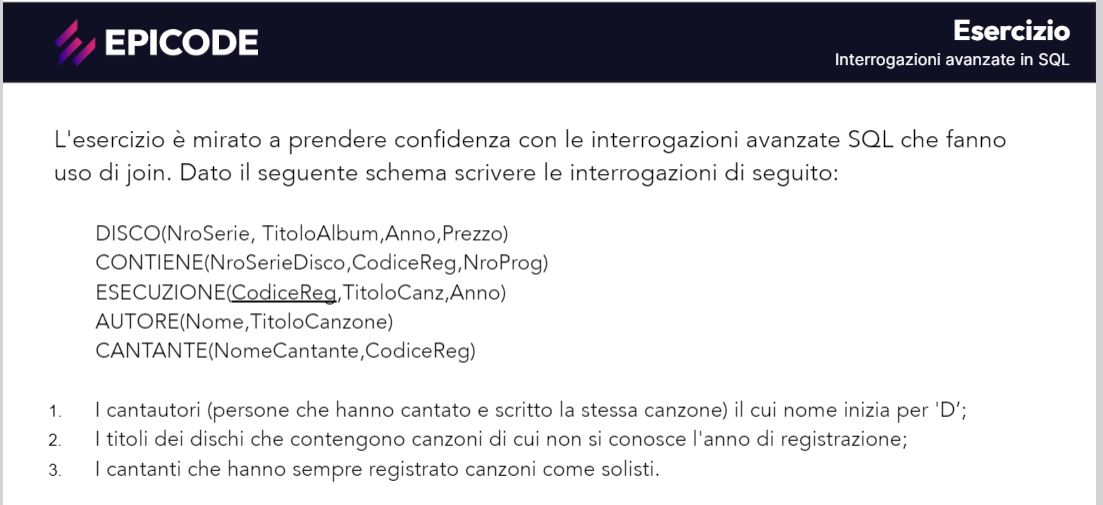 EPICODE
Esercizio
Interrogazioni avanzate in SQL
L'esercizio è mirato a prendere confidenza con le interrogazioni avanzate SQL che fanno
uso di join. Dato il seguente schema scrivere le interrogazioni di seguito:
DISCO(NroSerie, TitoloAlbum,Anno,Prezzo)
CONTIENE(NroSerieDisco,CodiceReg,NroProg)
ESECUZIONE(CodiceReg,TitoloCanz,Anno)
AUTORE(Nome,TitoloCanzone)
CANTANTE(NomeCantante,CodiceReg)
1. I cantautori (persone che hanno cantato e scritto la stessa canzone) il cui nome inizia per 'D’;
2. I titoli dei dischi che contengono canzoni di cui non si conosce l'anno di registrazione;
3. I cantanti che hanno sempre registrato canzoni come solisti.